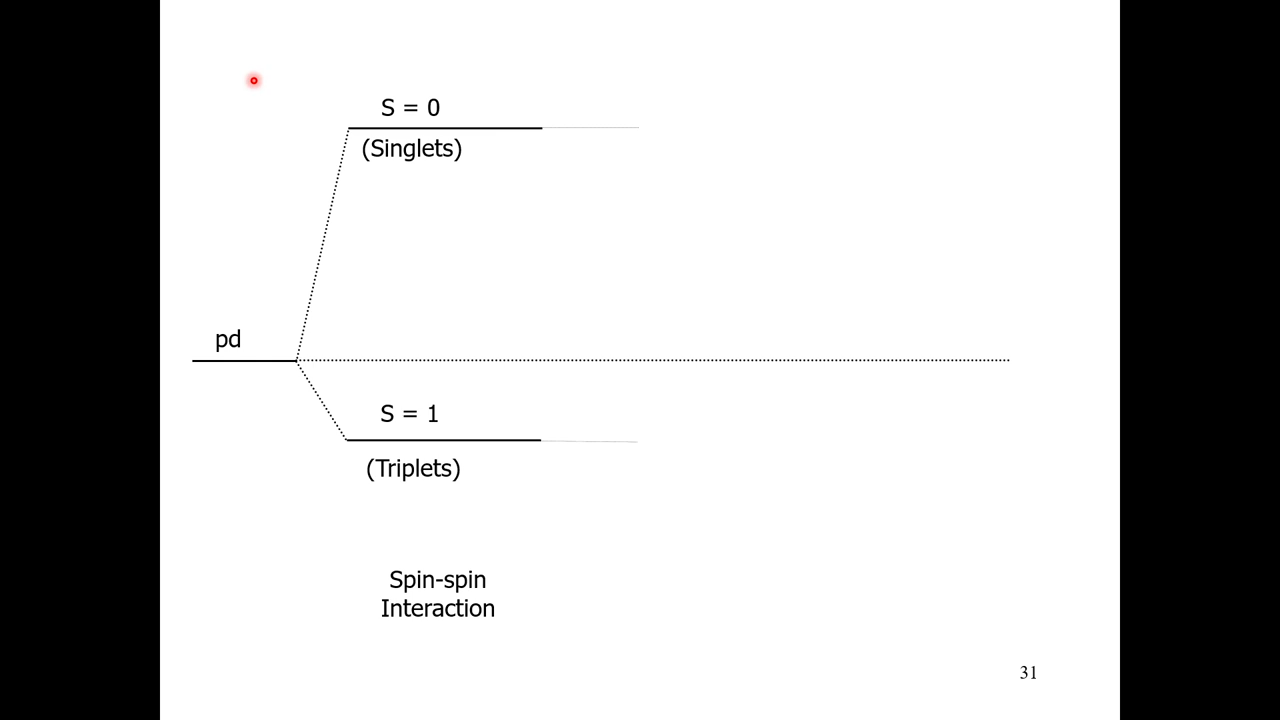 S = 0
(Singlets)
pd
S = 1
(Triplets)
Spin-spin
Interaction
31